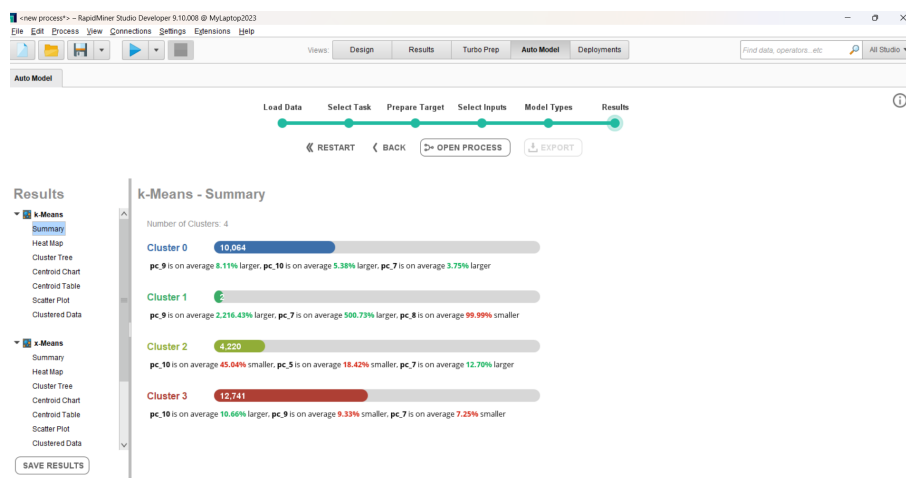 <new process*> – RapidMiner Studio Developer 9.10.008 @ MyLaptop2023
File Edit Process View Connections Settings Extensions Help
Views: Design Results Turbo Prep Auto Model Deployments
Find data, operators...etc All Studio
Auto Model
Load Data Select Task Prepare Target Select Inputs Model Types Results
RESTART BACK OPEN PROCESS EXPORT
Results
k-Means
Summary
Heat Map
Cluster Tree
Centroid Chart
Centroid Table
Scatter Plot
Clustered Data
x-Means
Summary
Heat Map
Cluster Tree
Centroid Chart
Centroid Table
Scatter Plot
Clustered Data
SAVE RESULTS
k-Means - Summary
Number of Clusters: 4
Cluster 0 10,064
pc_9 is on average 8.11% larger, pc_10 is on average 5.38% larger, pc_7 is on average 3.75% larger
Cluster 1 2
pc_9 is on average 2,216.43% larger, pc_7 is on average 500.73% larger, pc_8 is on average 99.99% smaller
Cluster 2 4,220
pc_10 is on average 45.04% smaller, pc_5 is on average 18.42% smaller, pc_7 is on average 12.70% larger
Cluster 3 12,741
pc_10 is on average 10.66% larger, pc_9 is on average 9.33% smaller, pc_7 is on average 7.25% smaller